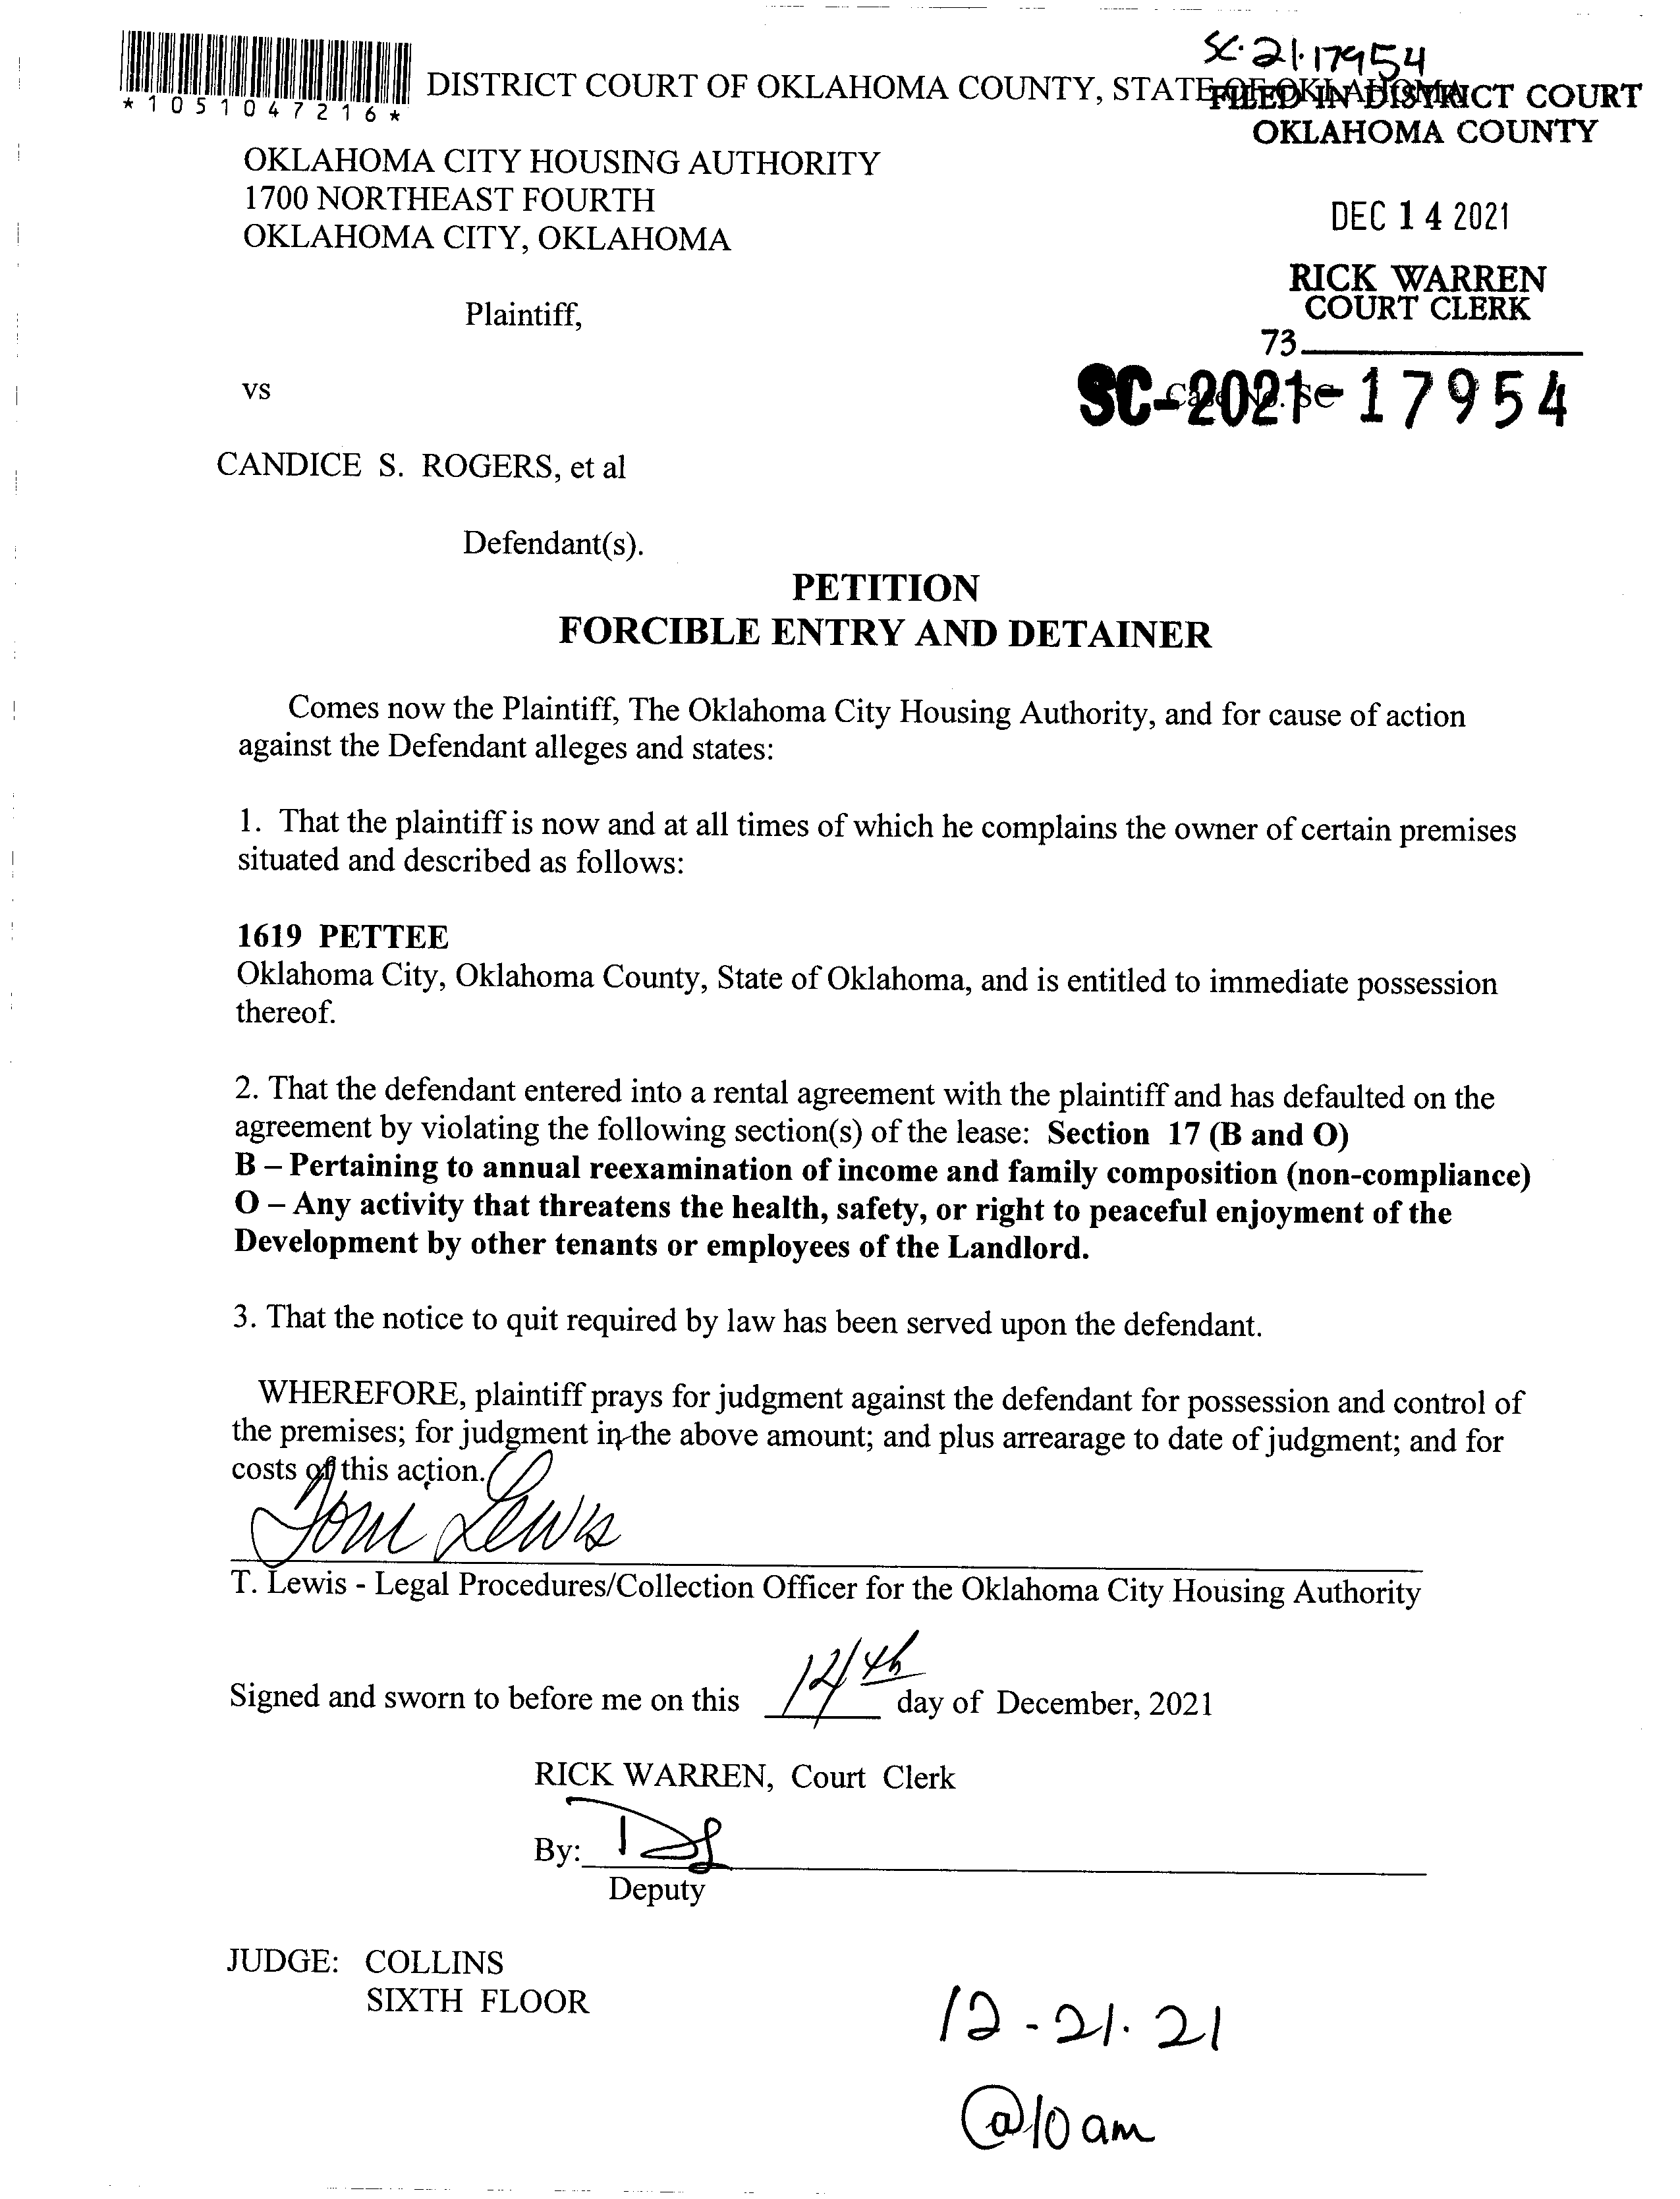 SC.21.17954
*1051047216*
DISTRICT COURT OF OKLAHOMA COUNTY, STATE OF OKLAHOMA
FILED IN DISTRICT COURT
OKLAHOMA COUNTY
OKLAHOMA CITY HOUSING AUTHORITY
1700 NORTHEAST FOURTH
OKLAHOMA CITY, OKLAHOMA
DEC 14 2021
RICK WARREN
COURT CLERK
Plaintiff,
73
vs
Case No. SC
SC-2021-17954
CANDICE S. ROGERS, et al
Defendant(s).
PETITION
FORCIBLE ENTRY AND DETAINER
Comes now the Plaintiff, The Oklahoma City Housing Authority, and for cause of action
against the Defendant alleges and states:
1. That the plaintiff is now and at all times of which he complains the owner of certain premises
situated and described as follows:
1619 PETTEE
Oklahoma City, Oklahoma County, State of Oklahoma, and is entitled to immediate possession
thereof.
2. That the defendant entered into a rental agreement with the plaintiff and has defaulted on the
agreement by violating the following section(s) of the lease: Section 17 (B and O)
B – Pertaining to annual reexamination of income and family composition (non-compliance)
O – Any activity that threatens the health, safety, or right to peaceful enjoyment of the
Development by other tenants or employees of the Landlord.
3. That the notice to quit required by law has been served upon the defendant.
WHEREFORE, plaintiff prays for judgment against the defendant for possession and control of
the premises; for judgment in the above amount; and plus arrearage to date of judgment; and for
costs of this action.
Toni Lewis
T. Lewis - Legal Procedures/Collection Officer for the Oklahoma City Housing Authority
Signed and sworn to before me on this 14th day of December, 2021
RICK WARREN, Court Clerk
By:
Deputy
JUDGE: COLLINS
SIXTH FLOOR
12-21.21
@10am